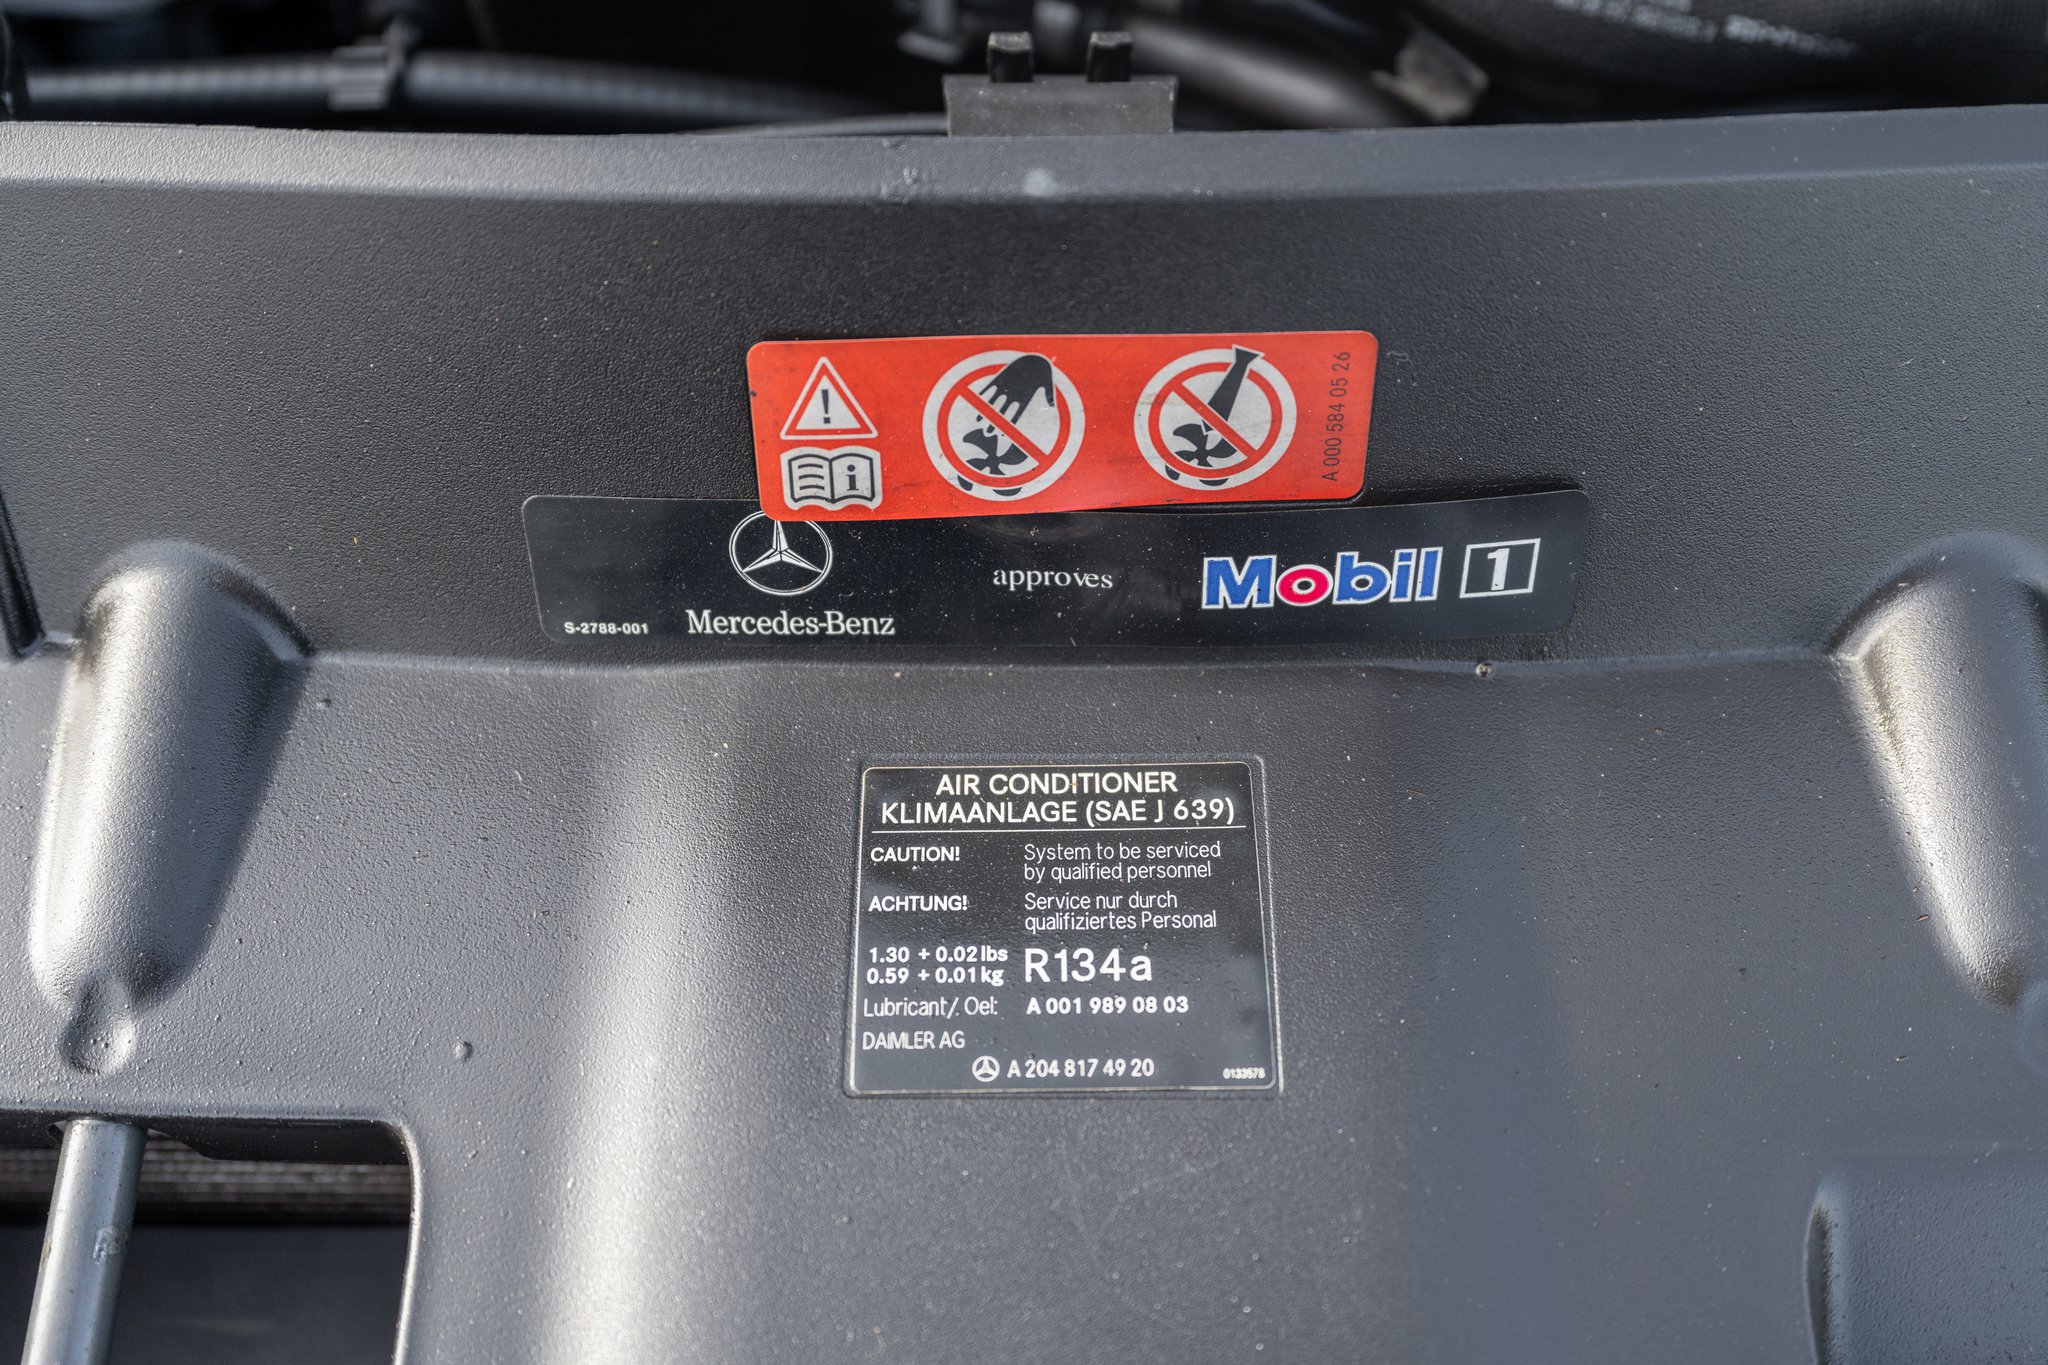 A 000 584 05 26
Mercedes-Benz
approves
Mobil 1
S-2788-001
AIR CONDITIONER
KLIMAANLAGE (SAE J 639)
CAUTION! System to be serviced
by qualified personnel
ACHTUNG! Service nur durch
qualifiziertes Personal
1.30 + 0.02 lbs
0.59 + 0.01 kg
R134a
Lubricant/. Oel: A 001 989 08 03
DAIMLER AG
A 204 817 49 20
0133578